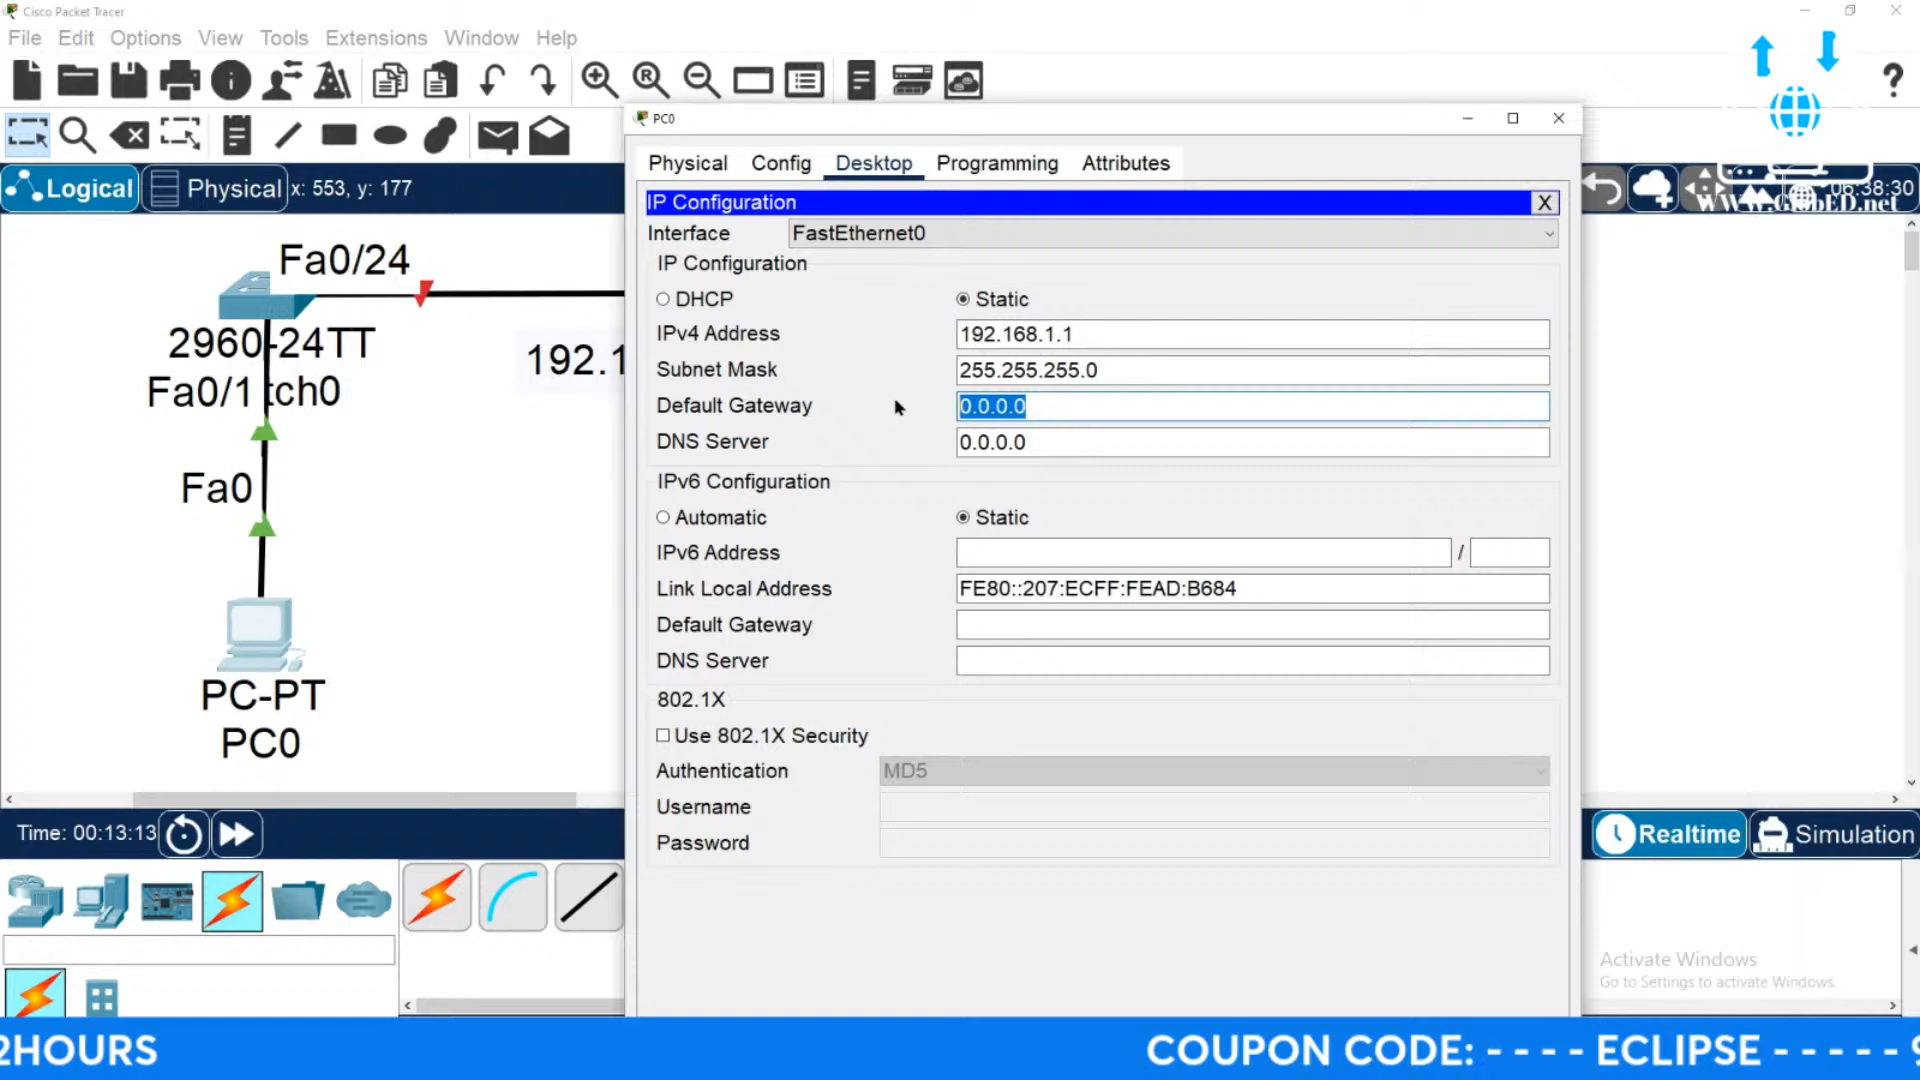 Cisco Packet Tracer
File Edit Options View Tools Extensions Window Help
PC0
Physical Config Desktop Programming Attributes
Logical Physical x: 553, y: 177
06:38:30
IP Configuration X
Interface FastEthernet0
IP Configuration
DHCP Static
IPv4 Address 192.168.1.1
Subnet Mask 255.255.255.0
Default Gateway 0.0.0.0
DNS Server 0.0.0.0
IPv6 Configuration
Automatic Static
IPv6 Address /
Link Local Address FE80::207:ECFF:FEAD:B684
Default Gateway
DNS Server
802.1X
Use 802.1X Security
Authentication MD5
Username
Password
Fa0/24
2960-24TT
Fa0/1 tch0
192.1
Fa0
PC-PT
PC0
Time: 00:13:13
Realtime Simulation
Activate Windows
Go to Settings to activate Windows.
2HOURS COUPON CODE: - - - - ECLIPSE - - - - - 9